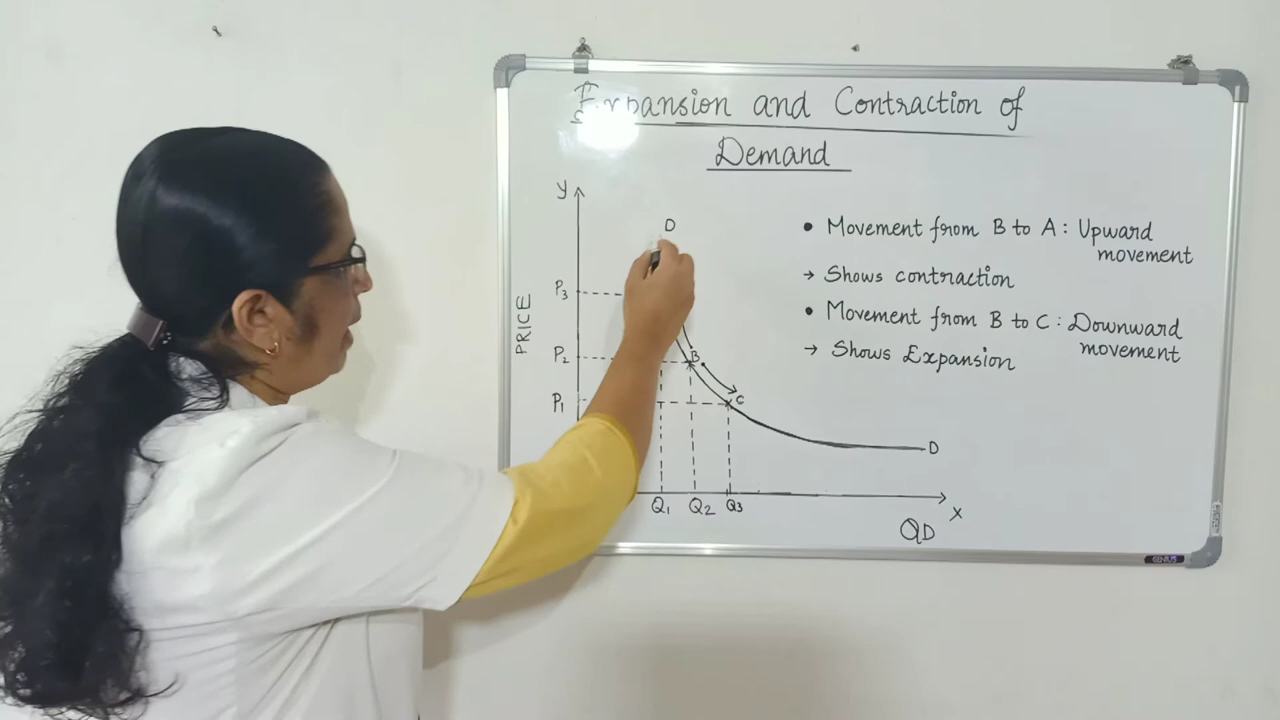 Expansion and Contraction of
Demand
Y
D
• Movement from B to A : Upward
movement
→ Shows contraction
• Movement from B to C : Downward
movement
→ Shows Expansion
PRICE
P3
P2
B
P1
C
D
Q1 Q2 Q3
X
QD
GENIUS